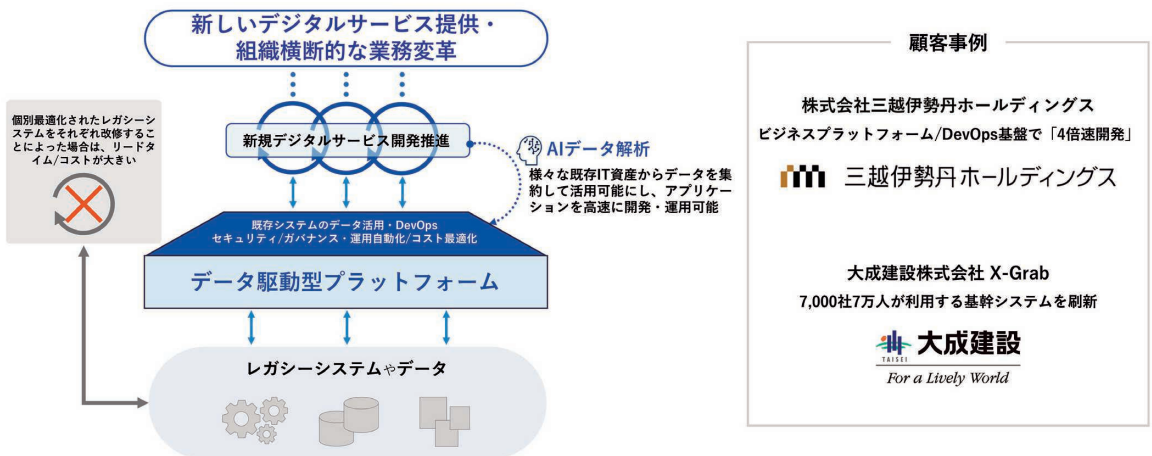 新しいデジタルサービス提供・
組織横断的な業務変革
個別最適化されたレガシーシ
ステムをそれぞれ改修するこ
とによった場合は、リードタ
イム/コストが大きい
新規デジタルサービス開発推進
AIデータ解析
様々な既存IT資産からデータを集
約して活用可能にし、アプリケー
ションを高速に開発・運用可能
既存システムのデータ活用・DevOps
セキュリティ/ガバナンス・運用自動化/コスト最適化
データ駆動型プラットフォーム
レガシーシステムやデータ
顧客事例
株式会社三越伊勢丹ホールディングス
ビジネスプラットフォーム/DevOps基盤で「4倍速開発」
三越伊勢丹ホールディングス
大成建設株式会社 X-Grab
7,000社7万人が利用する基幹システムを刷新
TAISEI
大成建設
For a Lively World